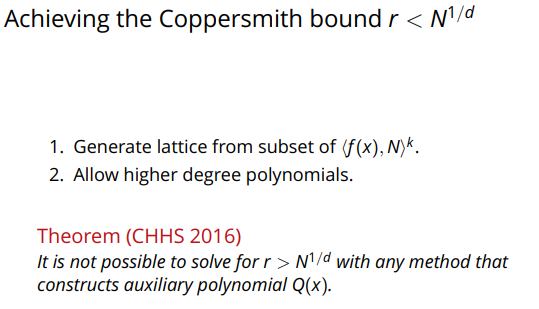 Achieving the Coppersmith bound r < N^{1/d}
1. Generate lattice from subset of ⟨f(x), N⟩^k.
2. Allow higher degree polynomials.
Theorem (CHHS 2016)
It is not possible to solve for r > N^{1/d} with any method that
constructs auxiliary polynomial Q(x).